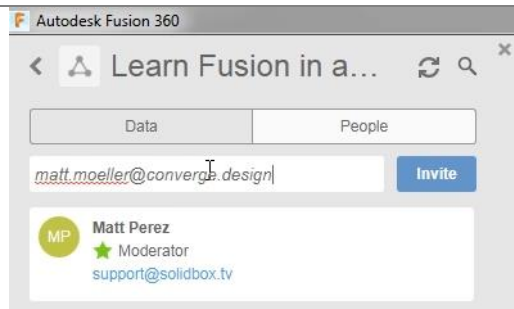 Autodesk Fusion 360
Learn Fusion in a...
Data
People
matt.moeller@converge.design
Invite
MP
Matt Perez
Moderator
support@solidbox.tv